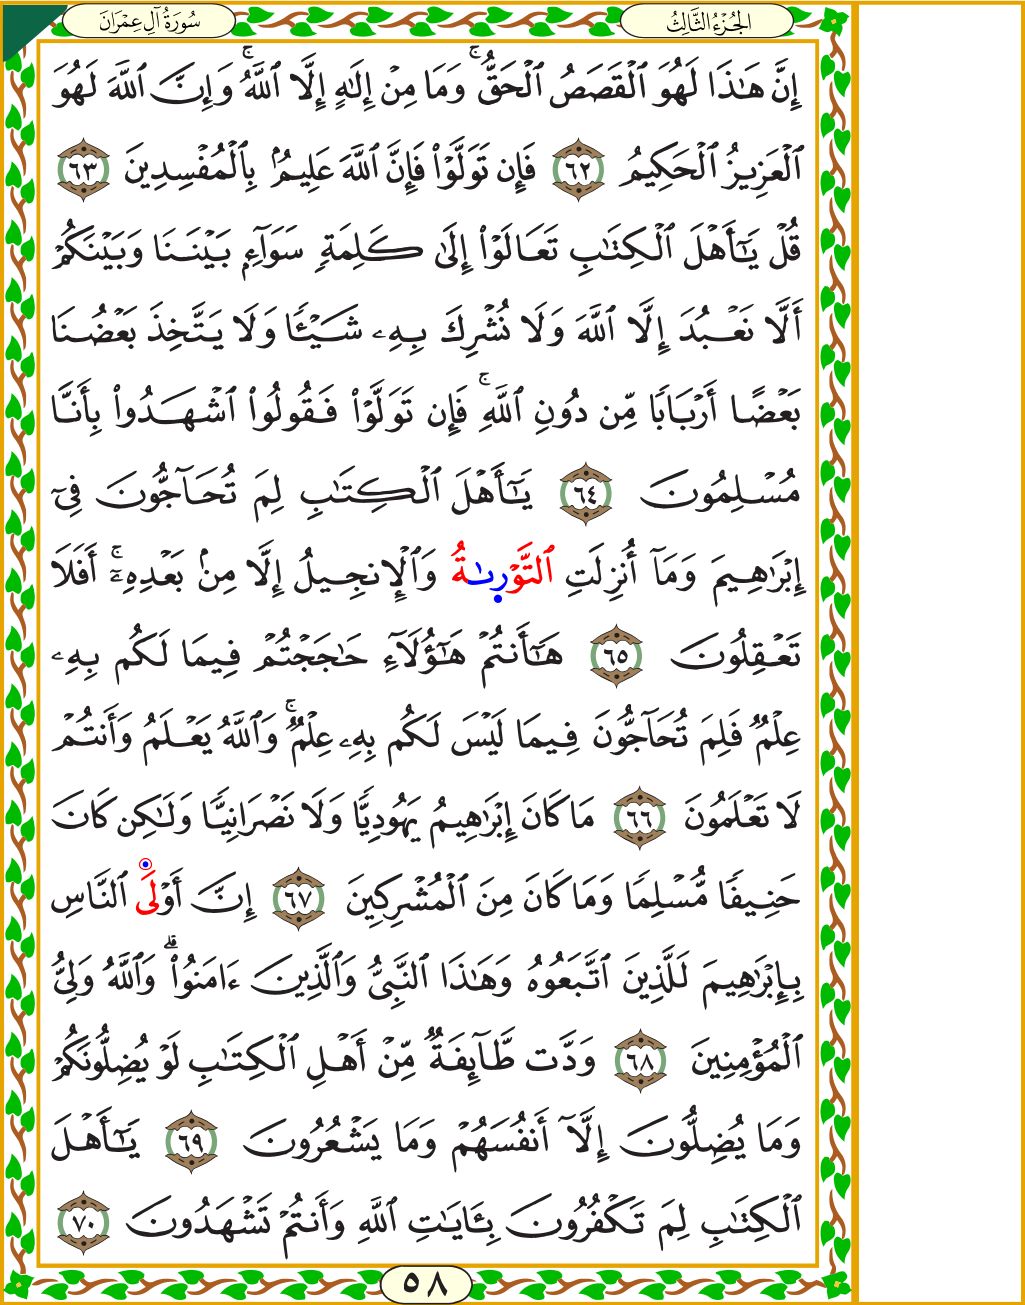 الجُزْءُ الثَّالِثُ
سُورَةُ آلِ عِمْرَانَ
إِنَّ هَٰذَا لَهُوَ ٱلْقَصَصُ ٱلْحَقُّ ۚ وَمَا مِنْ إِلَٰهٍ إِلَّا ٱللَّهُ ۚ وَإِنَّ ٱللَّهَ لَهُوَ
ٱلْعَزِيزُ ٱلْحَكِيمُ ٦٢ فَإِن تَوَلَّوْا۟ فَإِنَّ ٱللَّهَ عَلِيمٌۢ بِٱلْمُفْسِدِينَ ٦٣
قُلْ يَٰٓأَهْلَ ٱلْكِتَٰبِ تَعَالَوْا۟ إِلَىٰ كَلِمَةٍ سَوَآءٍۭ بَيْنَنَا وَبَيْنَكُمْ
أَلَّا نَعْبُدَ إِلَّا ٱللَّهَ وَلَا نُشْرِكَ بِهِۦ شَيْـًٔا وَلَا يَتَّخِذَ بَعْضُنَا
بَعْضًا أَرْبَابًا مِّن دُونِ ٱللَّهِ ۚ فَإِن تَوَلَّوْا۟ فَقُولُوا۟ ٱشْهَدُوا۟ بِأَنَّا
مُسْلِمُونَ ٦٤ يَٰٓأَهْلَ ٱلْكِتَٰبِ لِمَ تُحَآجُّونَ فِىٓ
إِبْرَٰهِيمَ وَمَآ أُنزِلَتِ ٱلتَّوْرِىٰةُ وَٱلْإِنجِيلُ إِلَّا مِنۢ بَعْدِهِۦٓ ۚ أَفَلَا
تَعْقِلُونَ ٦٥ هَٰٓأَنتُمْ هَٰٓؤُلَآءِ حَٰجَجْتُمْ فِيمَا لَكُم بِهِۦ
عِلْمٌ فَلِمَ تُحَآجُّونَ فِيمَا لَيْسَ لَكُم بِهِۦ عِلْمٌ ۚ وَٱللَّهُ يَعْلَمُ وَأَنتُمْ
لَا تَعْلَمُونَ ٦٦ مَا كَانَ إِبْرَٰهِيمُ يَهُودِيًّا وَلَا نَصْرَانِيًّا وَلَٰكِن كَانَ
حَنِيفًا مُّسْلِمًا وَمَا كَانَ مِنَ ٱلْمُشْرِكِينَ ٦٧ إِنَّ أَوْلَى ٱلنَّاسِ
بِإِبْرَٰهِيمَ لَلَّذِينَ ٱتَّبَعُوهُ وَهَٰذَا ٱلنَّبِىُّ وَٱلَّذِينَ ءَامَنُوا۟ ۗ وَٱللَّهُ وَلِىُّ
ٱلْمُؤْمِنِينَ ٦٨ وَدَّت طَّآئِفَةٌ مِّنْ أَهْلِ ٱلْكِتَٰبِ لَوْ يُضِلُّونَكُمْ
وَمَا يُضِلُّونَ إِلَّآ أَنفُسَهُمْ وَمَا يَشْعُرُونَ ٦٩ يَٰٓأَهْلَ
ٱلْكِتَٰبِ لِمَ تَكْفُرُونَ بِـَٔايَٰتِ ٱللَّهِ وَأَنتُمْ تَشْهَدُونَ ٧٠
٥٨